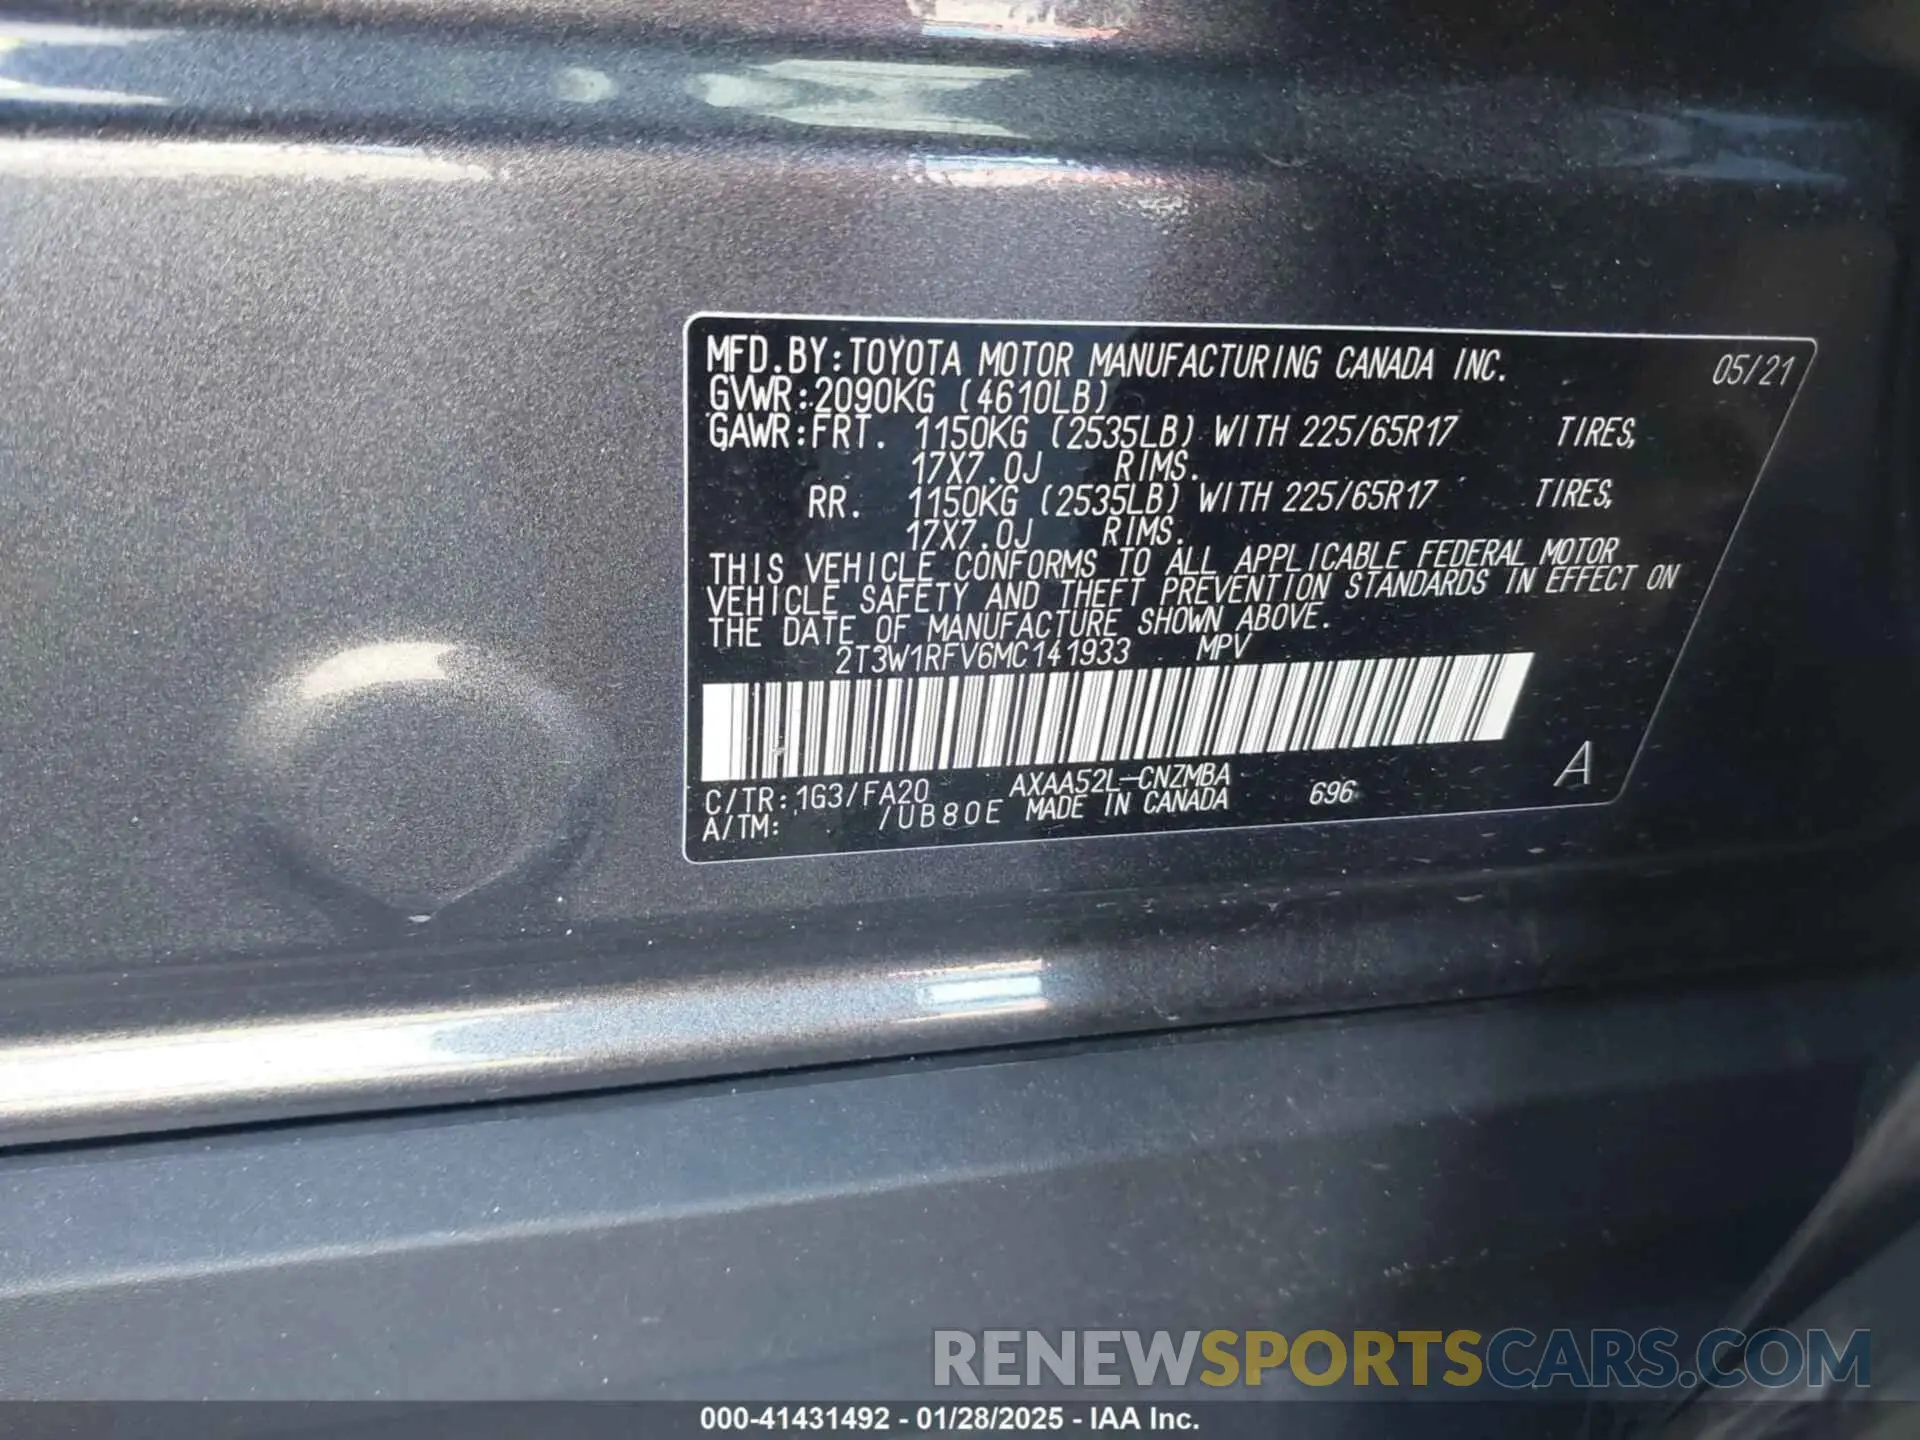 MFD.BY:TOYOTA MOTOR MANUFACTURING CANADA INC. 05/21
GVWR:2090KG (4610LB)
GAWR:FRT. 1150KG (2535LB) WITH 225/65R17 TIRES,
17X7.0J RIMS.
RR. 1150KG (2535LB) WITH 225/65R17 TIRES,
17X7.0J RIMS.
THIS VEHICLE CONFORMS TO ALL APPLICABLE FEDERAL MOTOR
VEHICLE SAFETY AND THEFT PREVENTION STANDARDS IN EFFECT ON
THE DATE OF MANUFACTURE SHOWN ABOVE.
2T3W1RFV6MC141933 MPV
C/TR:1G3/FA20 AXAA52L-CNZMBA 696 A
A/TM: /UB80E MADE IN CANADA
RENEWSPORTSCARS.COM
000-41431492 - 01/28/2025 - IAA Inc.